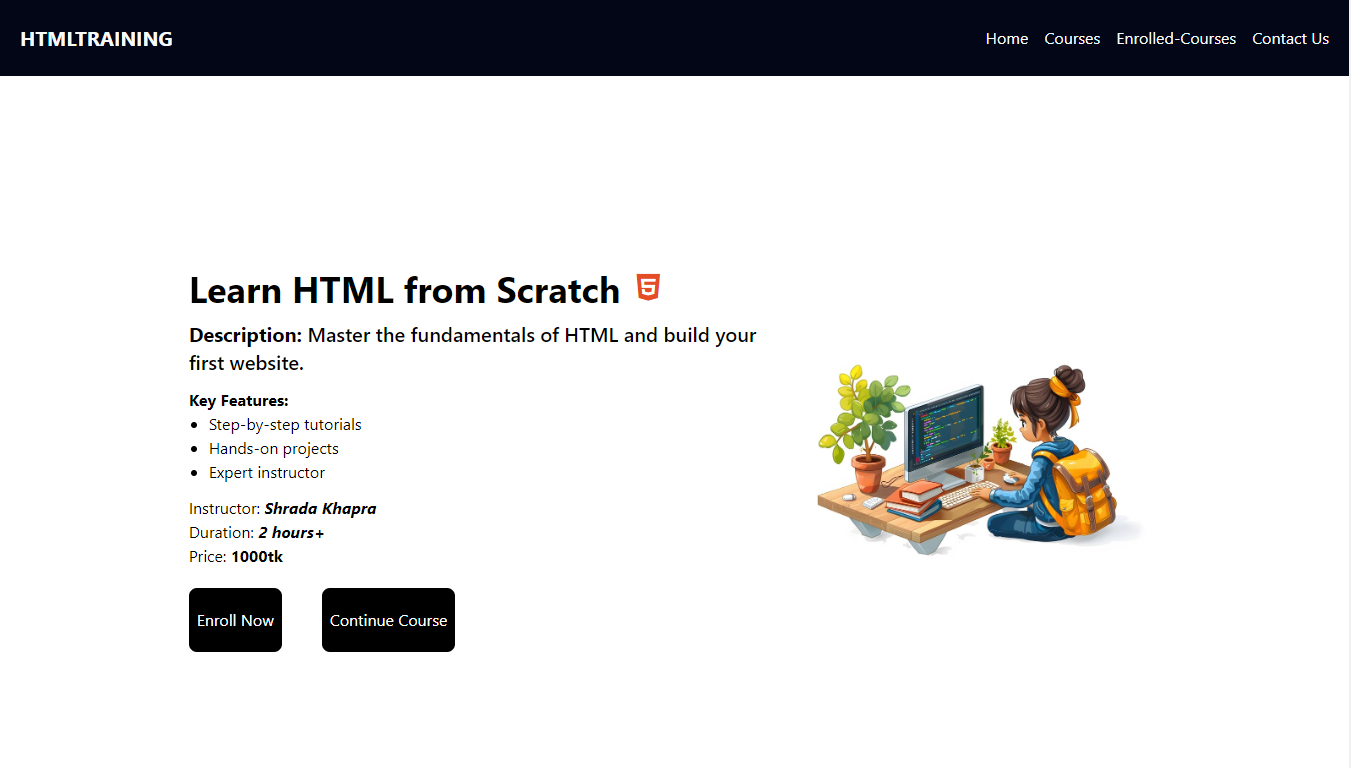 HTMLTRAINING
Home Courses Enrolled-Courses Contact Us
Learn HTML from Scratch
Description: Master the fundamentals of HTML and build your
first website.
Key Features:
Step-by-step tutorials
Hands-on projects
Expert instructor
Instructor: Shrada Khapra
Duration: 2 hours+
Price: 1000tk
Enroll Now
Continue Course